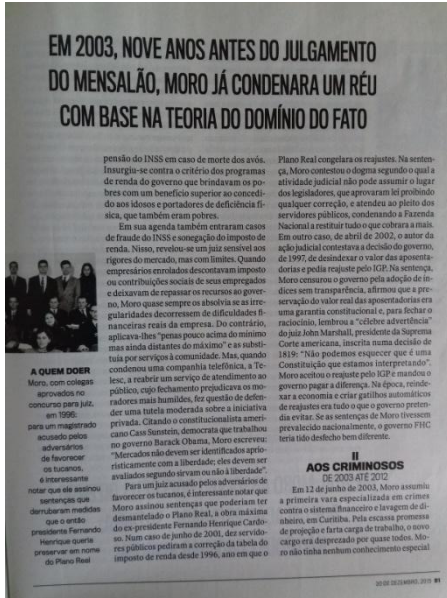 EM 2003, NOVE ANOS ANTES DO JULGAMENTO
DO MENSALÃO, MORO JÁ CONDENARA UM RÉU
COM BASE NA TEORIA DO DOMÍNIO DO FATO
pensão do INSS em caso de morte dos avós.
Insurgiu-se contra o critério dos programas
de renda do governo que brindavam os po-
bres com um benefício superior ao concedi-
do aos idosos e portadores de deficiência fí-
sica, que também eram pobres.
Em sua agenda também entraram casos
de fraude do INSS e sonegação do imposto de
renda. Nisso, revelou-se um juiz sensível aos
rigores do mercado, mas com limites. Quando
empresários enrolados descontavam imposto
ou contribuições sociais de seus empregados
e deixavam de repassar os recursos ao gover-
no, Moro quase sempre os absolvia se as irre-
gularidades decorressem de dificuldades fi-
nanceiras reais da empresa. Do contrário,
aplicava-lhes "penas pouco acima do mínimo
mas ainda distantes do máximo" e as substi-
tuía por serviços à comunidade. Mas, quando
condenou uma companhia telefônica, a Te-
lesc, a reabrir um serviço de atendimento ao
público, cujo fechamento prejudicava os mo-
radores mais humildes, fez questão de defen-
der uma tutela moderada sobre a iniciativa
privada. Citando o constitucionalista ameri-
cano Cass Sunstein, democrata que trabalhou
no governo Barack Obama, Moro escreveu:
"Mercados não devem ser identificados aprio-
risticamente com a liberdade; eles devem ser
avaliados segundo sirvam ou não à liberdade".
Para um juiz acusado pelos adversários de
favorecer os tucanos, é interessante notar que
Moro assinou sentenças que poderiam ter
desmantelado o Plano Real, a obra máxima
do ex-presidente Fernando Henrique Cardo-
so. Num caso de junho de 2001, dez servido-
res públicos pediram a correção da tabela do
imposto de renda desde 1996, ano em que o
A QUEM DOER
Moro, com colegas
aprovados no
concurso para juiz,
em 1996:
para um magistrado
acusado pelos
adversários
de favorecer
os tucanos,
é interessante
notar que ele assinou
sentenças que
derrubaram medidas
que o então
presidente Fernando
Henrique queria
preservar em nome
do Plano Real
Plano Real congelara os reajustes. Na senten-
ça, Moro contestou o dogma segundo o qual a
atividade judicial não pode assumir o lugar
dos legisladores, que aprovaram lei proibindo
qualquer correção, e atendeu ao pleito dos
servidores públicos, condenando a Fazenda
Nacional a restituir tudo o que cobrara a mais.
Em outro caso, de abril de 2002, o autor da
ação judicial contestava a decisão do governo,
de 1997, de desindexar o valor das aposenta-
dorias e pedia reajuste pelo IGP. Na sentença,
Moro censurou o governo pela adoção de ín-
dices sem transparência, afirmou que a pre-
servação do valor real das aposentadorias era
uma garantia constitucional e, para fechar o
raciocínio, lembrou a "célebre advertência"
do juiz John Marshall, presidente da Suprema
Corte americana, inscrita numa decisão de
1819: "Não podemos esquecer que é uma
Constituição que estamos interpretando".
Moro aceitou o reajuste pelo IGP e mandou o
governo pagar a diferença. Na época, reinde-
xar a economia e criar gatilhos automáticos
de reajustes era tudo o que o governo preten-
dia evitar. Se as sentenças de Moro tivessem
prevalecido nacionalmente, o governo FHC
teria tido desfecho bem diferente.
II
AOS CRIMINOSOS
DE 2003 ATÉ 2012
Em 12 de junho de 2003, Moro assumiu
a primeira vara especializada em crimes
contra o sistema financeiro e lavagem de di-
nheiro, em Curitiba. Pela escassa promessa
de projeção e farta carga de trabalho, o novo
cargo era desprezado por quase todos. Mo-
ro não tinha nenhum conhecimento especial
30 DE DEZEMBRO, 2015